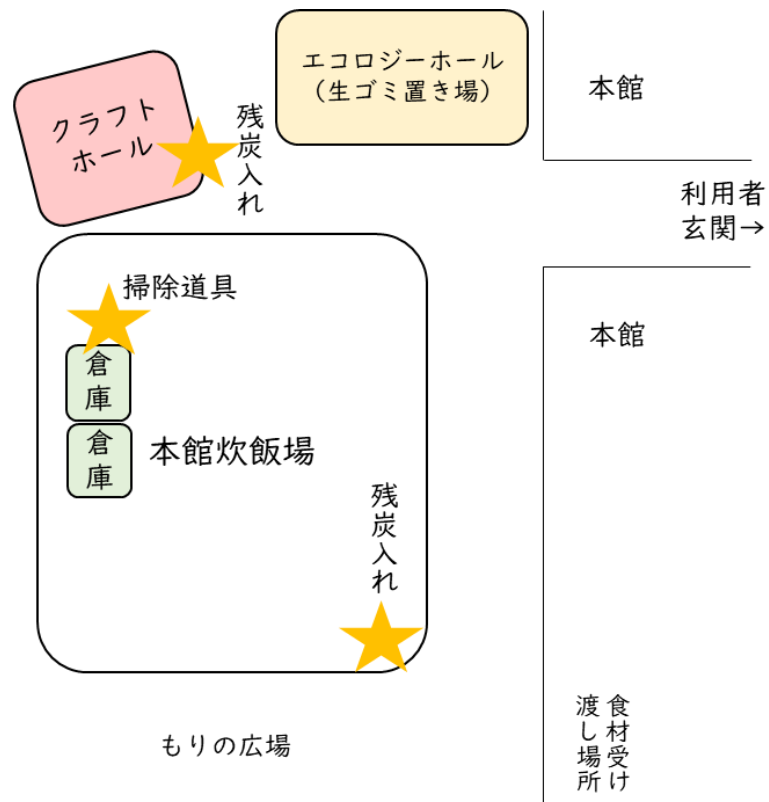 エコロジーホール
（生ゴミ置き場）
本館
クラフト
ホール
残炭入れ
利用者
玄関→
掃除道具
本館
倉庫
倉庫
本館炊飯場
残炭入れ
食材受け
渡し場所
もりの広場